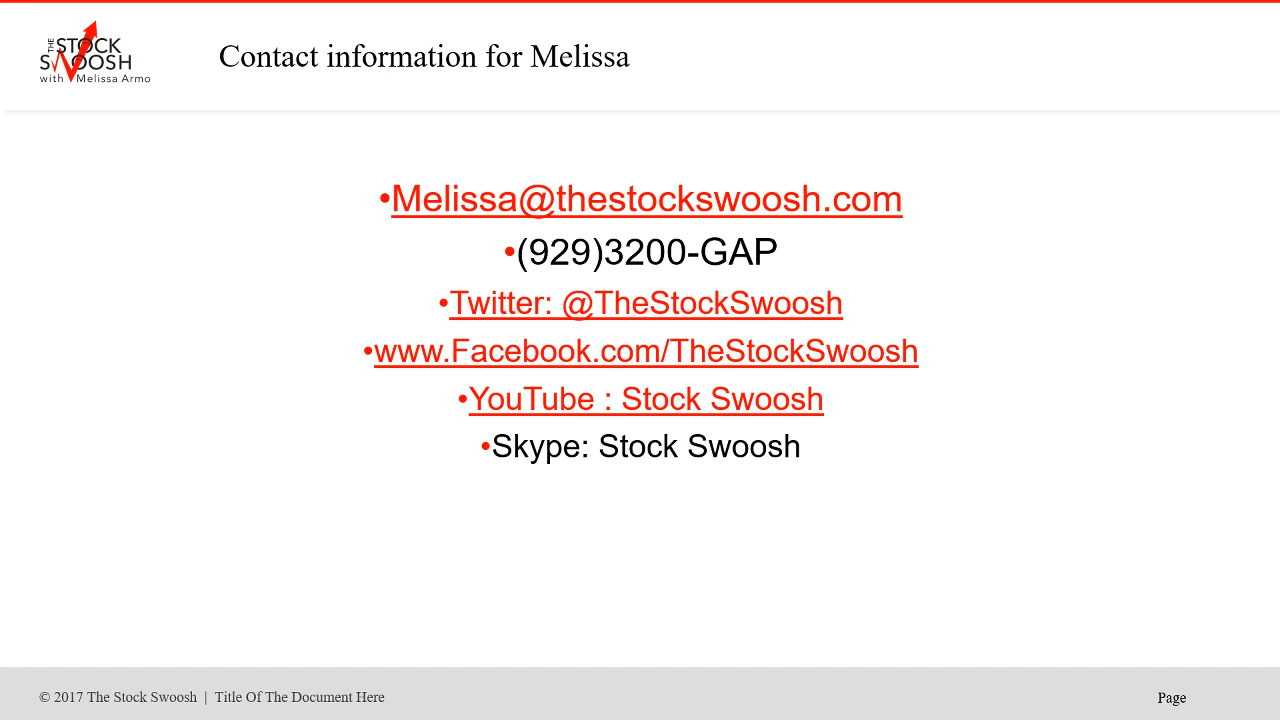 THE STOCK
SWOOSH
with Melissa Armo
Contact information for Melissa
•Melissa@thestockswoosh.com
•(929)3200-GAP
•Twitter: @TheStockSwoosh
•www.Facebook.com/TheStockSwoosh
•YouTube : Stock Swoosh
•Skype: Stock Swoosh
© 2017 The Stock Swoosh | Title Of The Document Here
Page